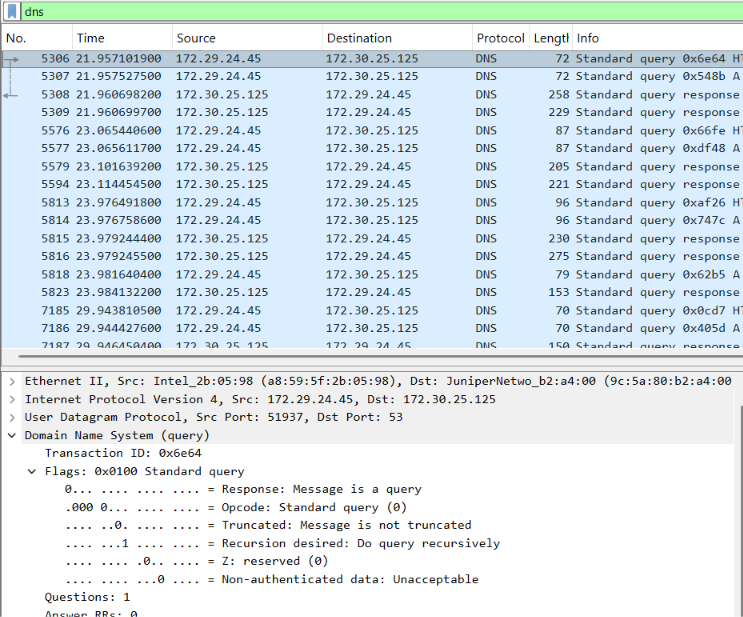 dns
No. Time Source Destination Protocol Length Info
5306 21.957101900 172.29.24.45 172.30.25.125 DNS 72 Standard query 0x6e64 HT
5307 21.957527500 172.29.24.45 172.30.25.125 DNS 72 Standard query 0x548b A
5308 21.960698200 172.30.25.125 172.29.24.45 DNS 258 Standard query response
5309 21.960699700 172.30.25.125 172.29.24.45 DNS 229 Standard query response
5576 23.065440600 172.29.24.45 172.30.25.125 DNS 87 Standard query 0x66fe HT
5577 23.065611700 172.29.24.45 172.30.25.125 DNS 87 Standard query 0xdf48 A
5579 23.101639200 172.30.25.125 172.29.24.45 DNS 205 Standard query response
5594 23.114454500 172.30.25.125 172.29.24.45 DNS 221 Standard query response
5813 23.976491800 172.29.24.45 172.30.25.125 DNS 96 Standard query 0xaf26 HT
5814 23.976758600 172.29.24.45 172.30.25.125 DNS 96 Standard query 0x747c A
5815 23.979244400 172.30.25.125 172.29.24.45 DNS 230 Standard query response
5816 23.979245500 172.30.25.125 172.29.24.45 DNS 275 Standard query response
5818 23.981640400 172.29.24.45 172.30.25.125 DNS 79 Standard query 0x62b5 A
5823 23.984132200 172.30.25.125 172.29.24.45 DNS 153 Standard query response
7185 29.943810500 172.29.24.45 172.30.25.125 DNS 70 Standard query 0x0cd7 HT
7186 29.944427600 172.29.24.45 172.30.25.125 DNS 70 Standard query 0x405d A
7187 29.946450400 172.30.25.125 172.29.24.45 DNS 150 Standard query response
Ethernet II, Src: Intel_2b:05:98 (a8:59:5f:2b:05:98), Dst: JuniperNetwo_b2:a4:00 (9c:5a:80:b2:a4:00
Internet Protocol Version 4, Src: 172.29.24.45, Dst: 172.30.25.125
User Datagram Protocol, Src Port: 51937, Dst Port: 53
Domain Name System (query)
Transaction ID: 0x6e64
Flags: 0x0100 Standard query
0... .... .... .... = Response: Message is a query
.000 0... .... .... = Opcode: Standard query (0)
.... ..0. .... .... = Truncated: Message is not truncated
.... ...1 .... .... = Recursion desired: Do query recursively
.... .... .0.. .... = Z: reserved (0)
.... .... ...0 .... = Non-authenticated data: Unacceptable
Questions: 1
Answer RRs: 0